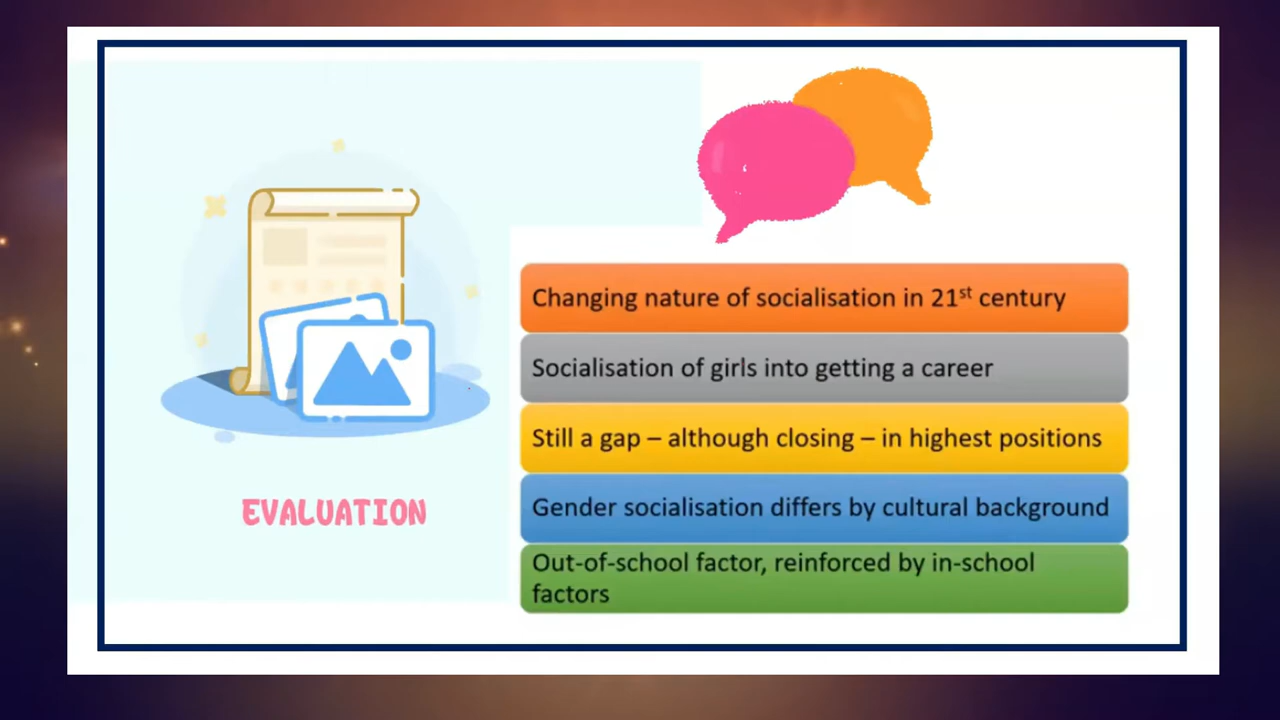 EVALUATION
Changing nature of socialisation in 21st century
Socialisation of girls into getting a career
Still a gap – although closing – in highest positions
Gender socialisation differs by cultural background
Out-of-school factor, reinforced by in-school
factors